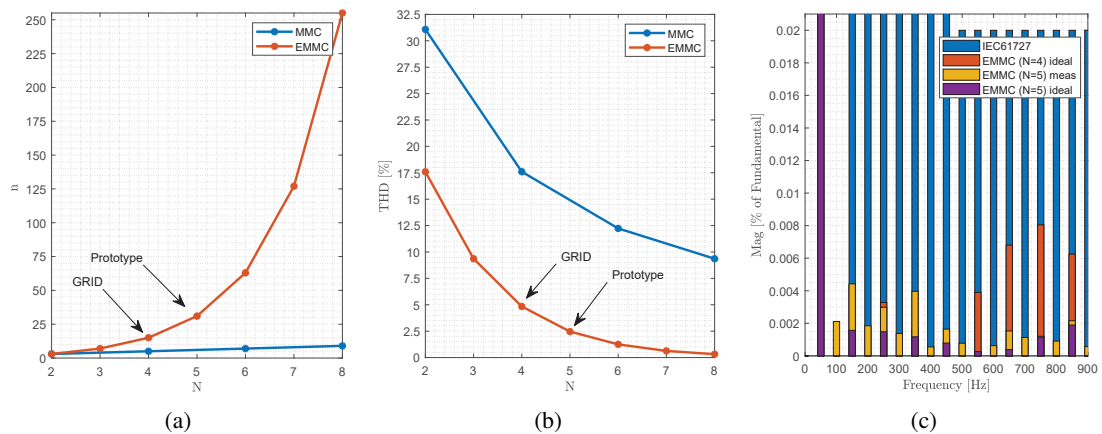 250
225
200
175
150
125
100
75
50
25
0
n
2
3
4
5
6
7
8
N
MMC
EMMC
Prototype
GRID
(a)
32.5
30
27.5
25
22.5
20
17.5
15
12.5
10
7.5
5
2.5
0
THD [%]
2
3
4
5
6
7
8
N
MMC
EMMC
GRID
Prototype
(b)
0.02
0.018
0.016
0.014
0.012
0.01
0.008
0.006
0.004
0.002
0
Mag [% of Fundamental]
0
100
200
300
400
500
600
700
800
900
Frequency [Hz]
IEC61727
EMMC (N=4) ideal
EMMC (N=5) meas
EMMC (N=5) ideal
(c)